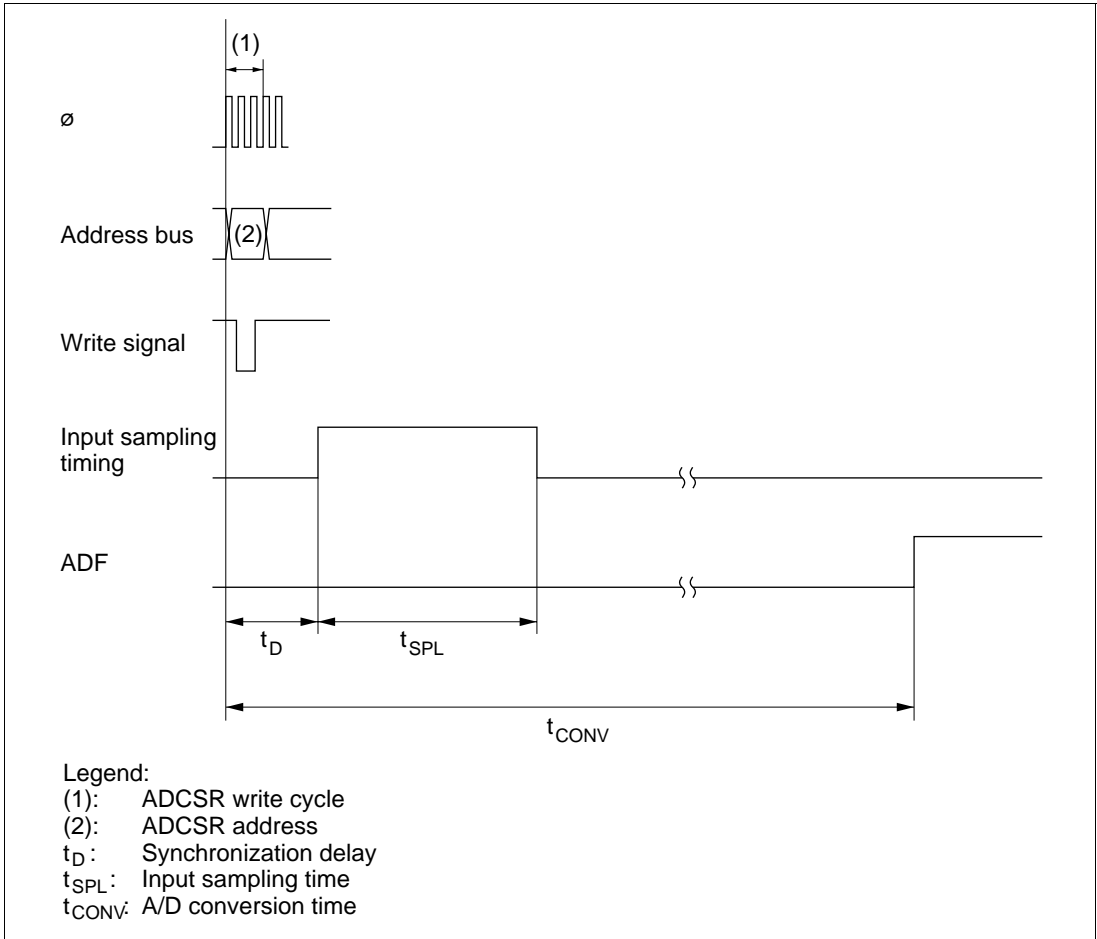 (1)
ø
Address bus
(2)
Write signal
Input sampling
timing
ADF
tD
tSPL
tCONV
Legend:
(1): ADCSR write cycle
(2): ADCSR address
tD : Synchronization delay
tSPL : Input sampling time
tCONV: A/D conversion time